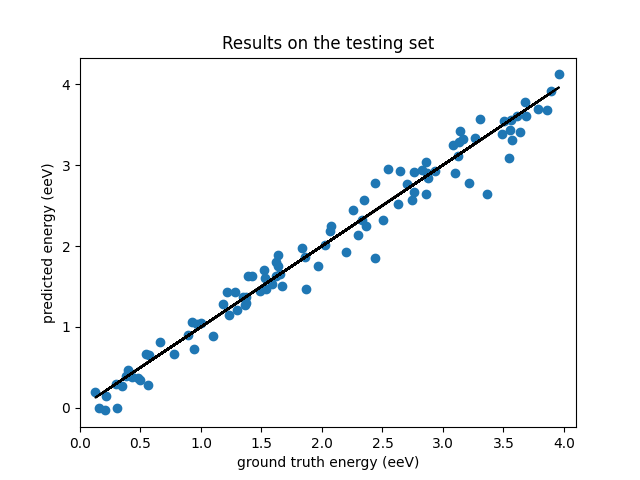 Results on the testing set
predicted energy (eeV)
4
3
2
1
0
0.0 0.5 1.0 1.5 2.0 2.5 3.0 3.5 4.0
ground truth energy (eeV)